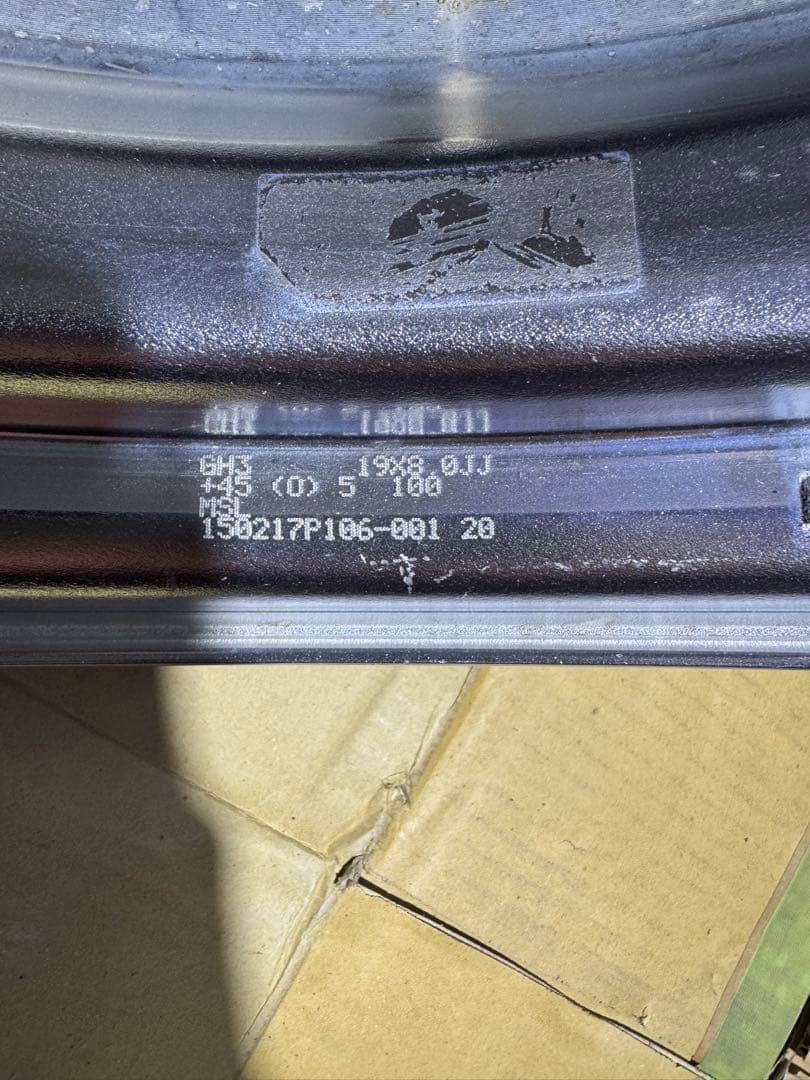 GH3 19X8.0JJ
+45 (O) 5 100
MSL
150217P106-001 20